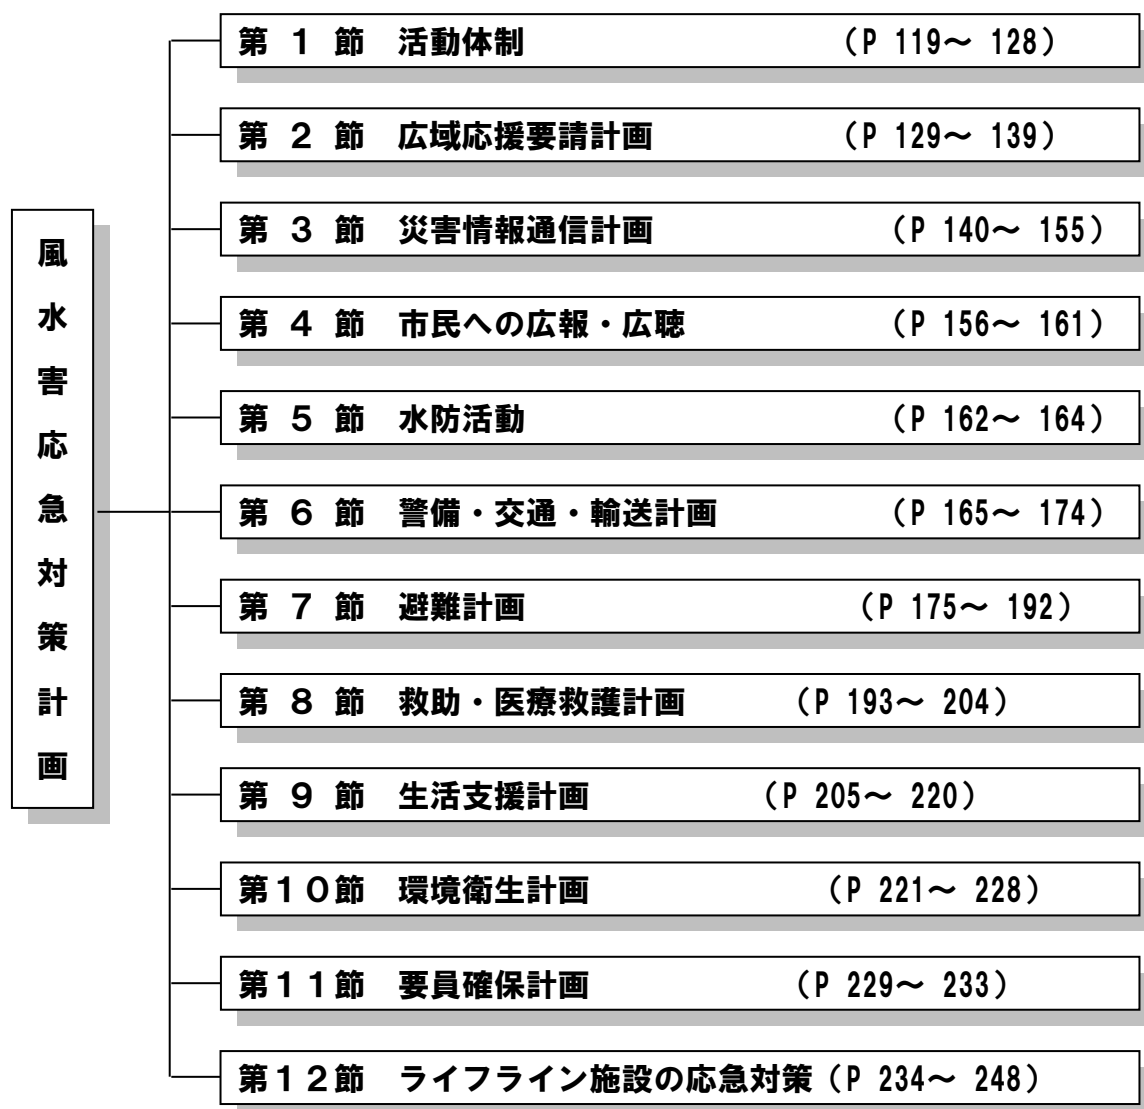 風水害応急対策計画
第 1 節 活動体制 (P 119～ 128)
第 2 節 広域応援要請計画 (P 129～ 139)
第 3 節 災害情報通信計画 (P 140～ 155)
第 4 節 市民への広報・広聴 (P 156～ 161)
第 5 節 水防活動 (P 162～ 164)
第 6 節 警備・交通・輸送計画 (P 165～ 174)
第 7 節 避難計画 (P 175～ 192)
第 8 節 救助・医療救護計画 (P 193～ 204)
第 9 節 生活支援計画 (P 205～ 220)
第１０節 環境衛生計画 (P 221～ 228)
第１１節 要員確保計画 (P 229～ 233)
第１２節 ライフライン施設の応急対策 (P 234～ 248)